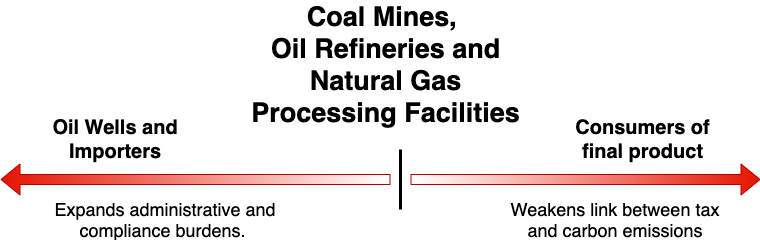 Coal Mines,
Oil Refineries and
Natural Gas
Processing Facilities
Oil Wells and
Importers
Consumers of
final product
Expands administrative and
compliance burdens.
Weakens link between tax
and carbon emissions